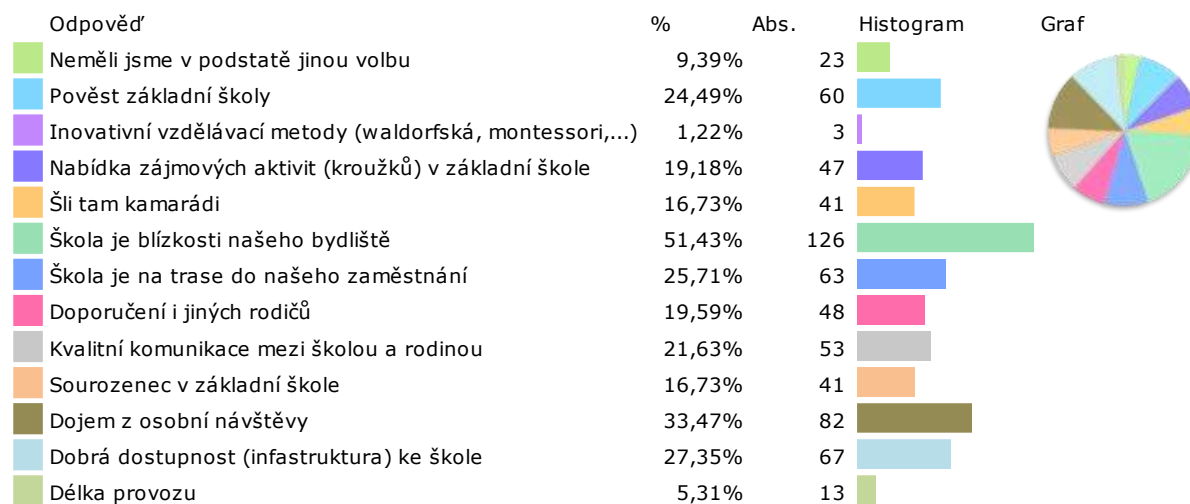 Odpověď % Abs. Histogram Graf
Neměli jsme v podstatě jinou volbu 9,39% 23
Pověst základní školy 24,49% 60
Inovativní vzdělávací metody (waldorfská, montessori,...) 1,22% 3
Nabídka zájmových aktivit (kroužků) v základní škole 19,18% 47
Šli tam kamarádi 16,73% 41
Škola je blízkosti našeho bydliště 51,43% 126
Škola je na trase do našeho zaměstnání 25,71% 63
Doporučení i jiných rodičů 19,59% 48
Kvalitní komunikace mezi školou a rodinou 21,63% 53
Sourozenec v základní škole 16,73% 41
Dojem z osobní návštěvy 33,47% 82
Dobrá dostupnost (infastruktura) ke škole 27,35% 67
Délka provozu 5,31% 13